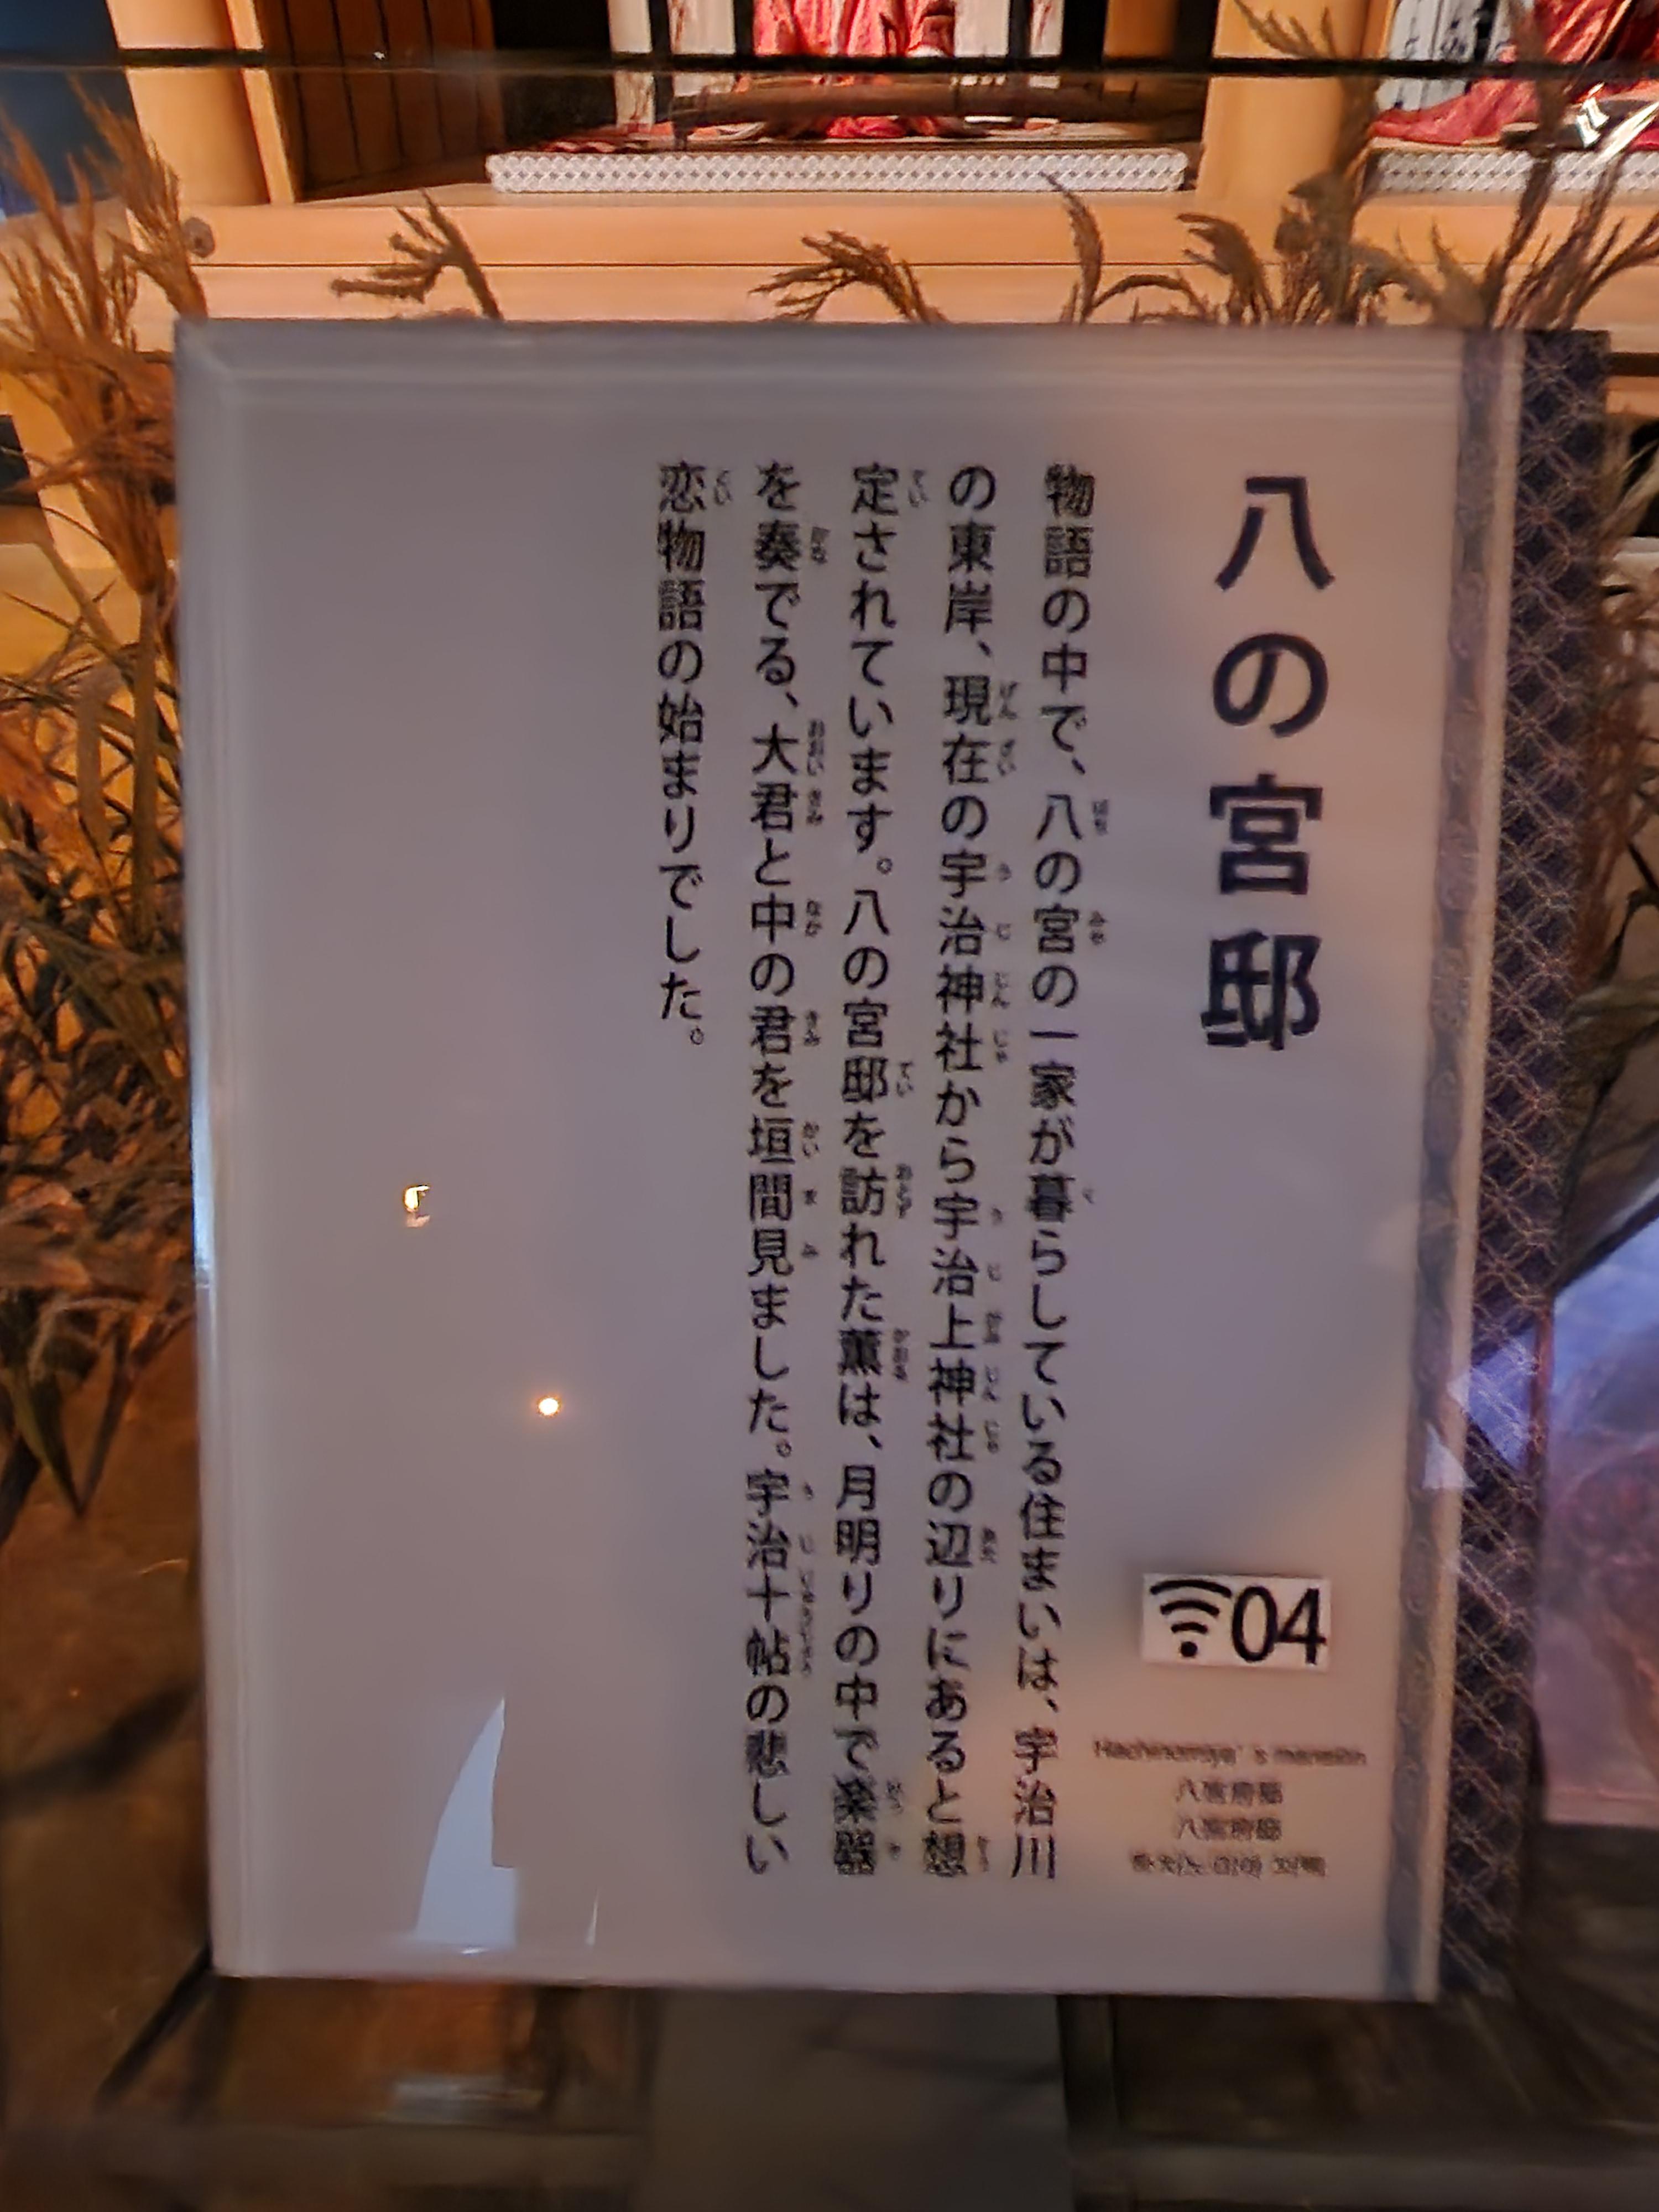 八の宮邸
04
Hachinomiya's mansion
物語の中で、八の宮の一家が暮らしている住まいは、宇治川
の東岸、現在の宇治神社から宇治上神社の辺りにあると想
定されています。八の宮邸を訪れた薫は、月明りの中で楽器
を奏でる、大君と中の君を垣間見ました。宇治十帖の悲しい
恋物語の始まりでした。